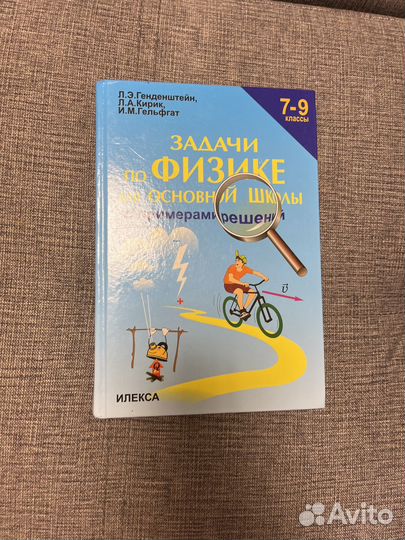 Л.Э.Генденштейн,
Л.А.Кирик,
И.М.Гельфгат
7-9
классы
ЗАДАЧИ
по ФИЗИКЕ
ОСНОВНОЙ ШКОЛЫ
примерами решений
+
v
ИЛЕКСА
Avito